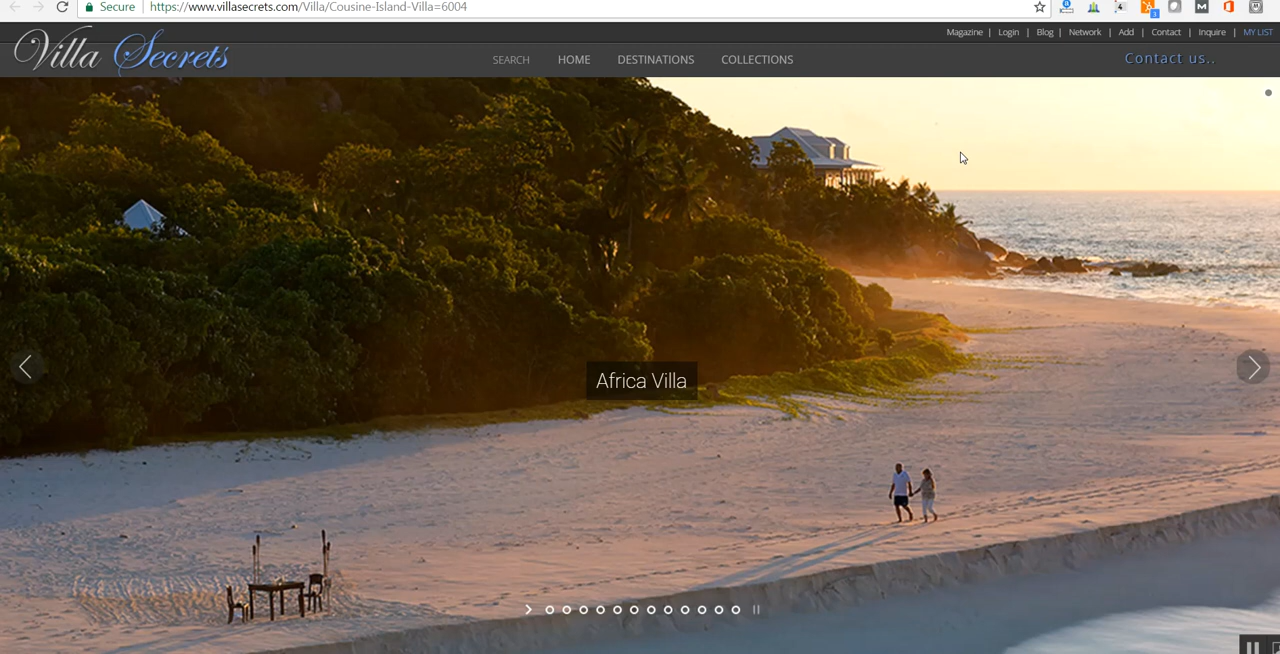 Secure
https://www.villasecrets.com/Villa/Cousine-Island-Villa=6004
Magazine | Login | Blog | Network | Add | Contact | Inquire | MY LIST
Villa Secrets
SEARCH HOME DESTINATIONS COLLECTIONS
Contact us..
Africa Villa